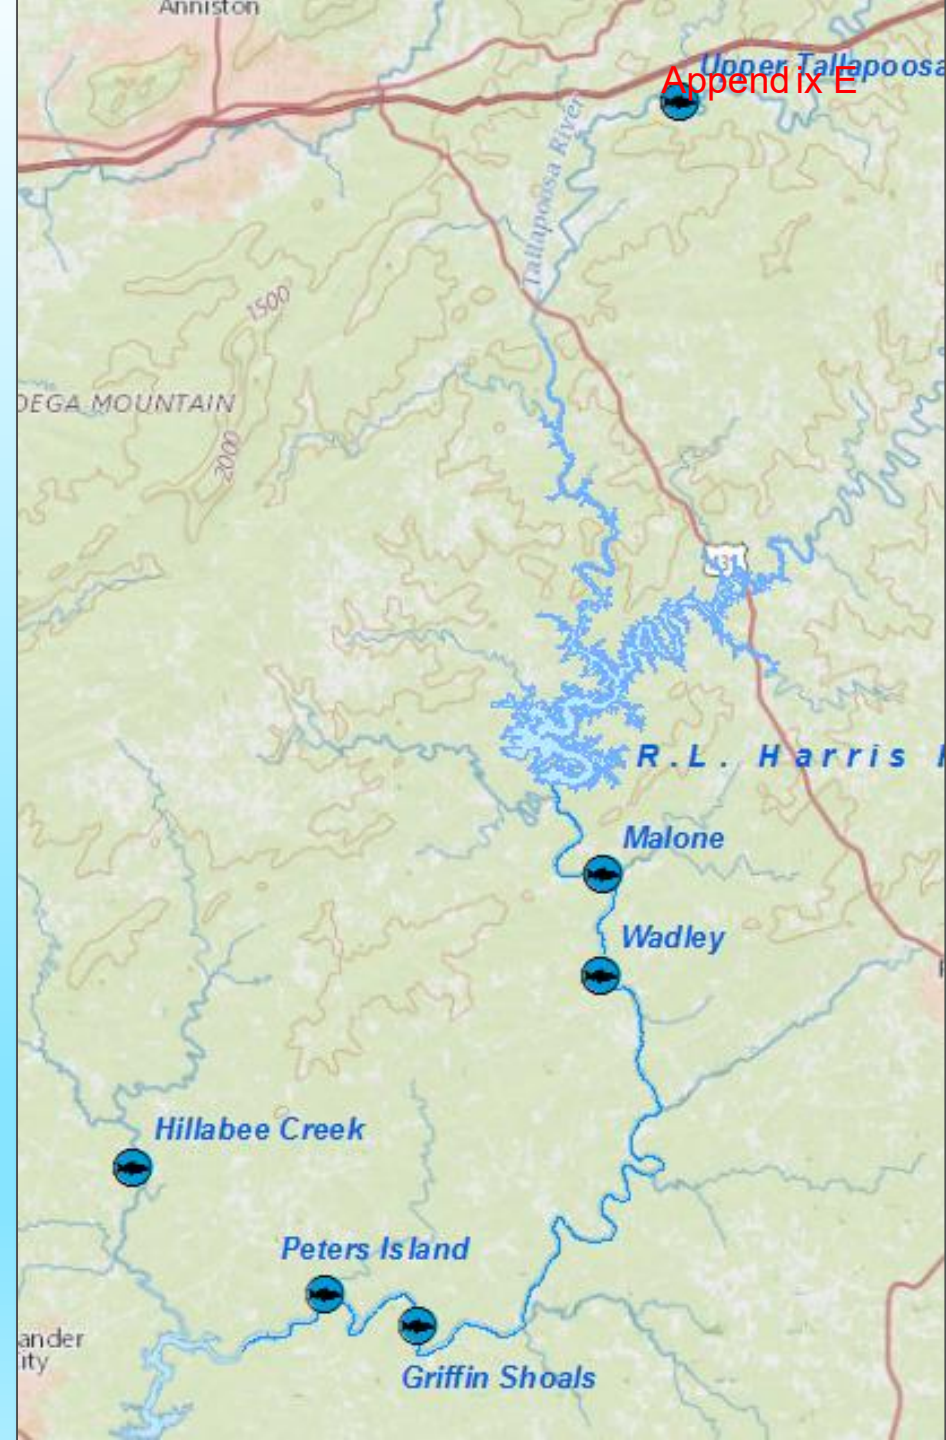 Anniston
Upper Tallapoosa
Appendix E
Tallapoosa River
1500
DEGA MOUNTAIN
2000
R.L. Harris
Malone
Wadley
Hillabee Creek
Peters Island
ander
ity
Griffin Shoals